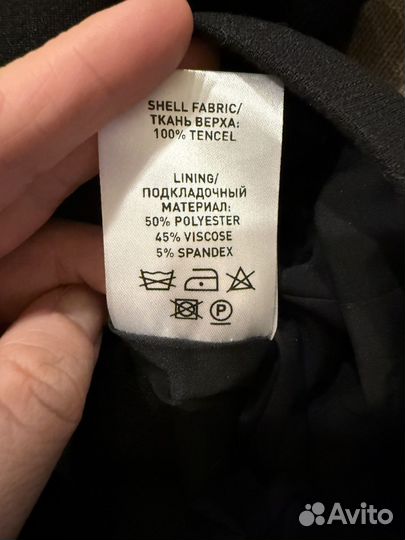 SHELL FABRIC/
ТКАНЬ ВЕРХА:
100% TENCEL
LINING/
ПОДКЛАДОЧНЫЙ
МАТЕРИАЛ:
50% POLYESTER
45% VISCOSE
5% SPANDEX
P
Avito